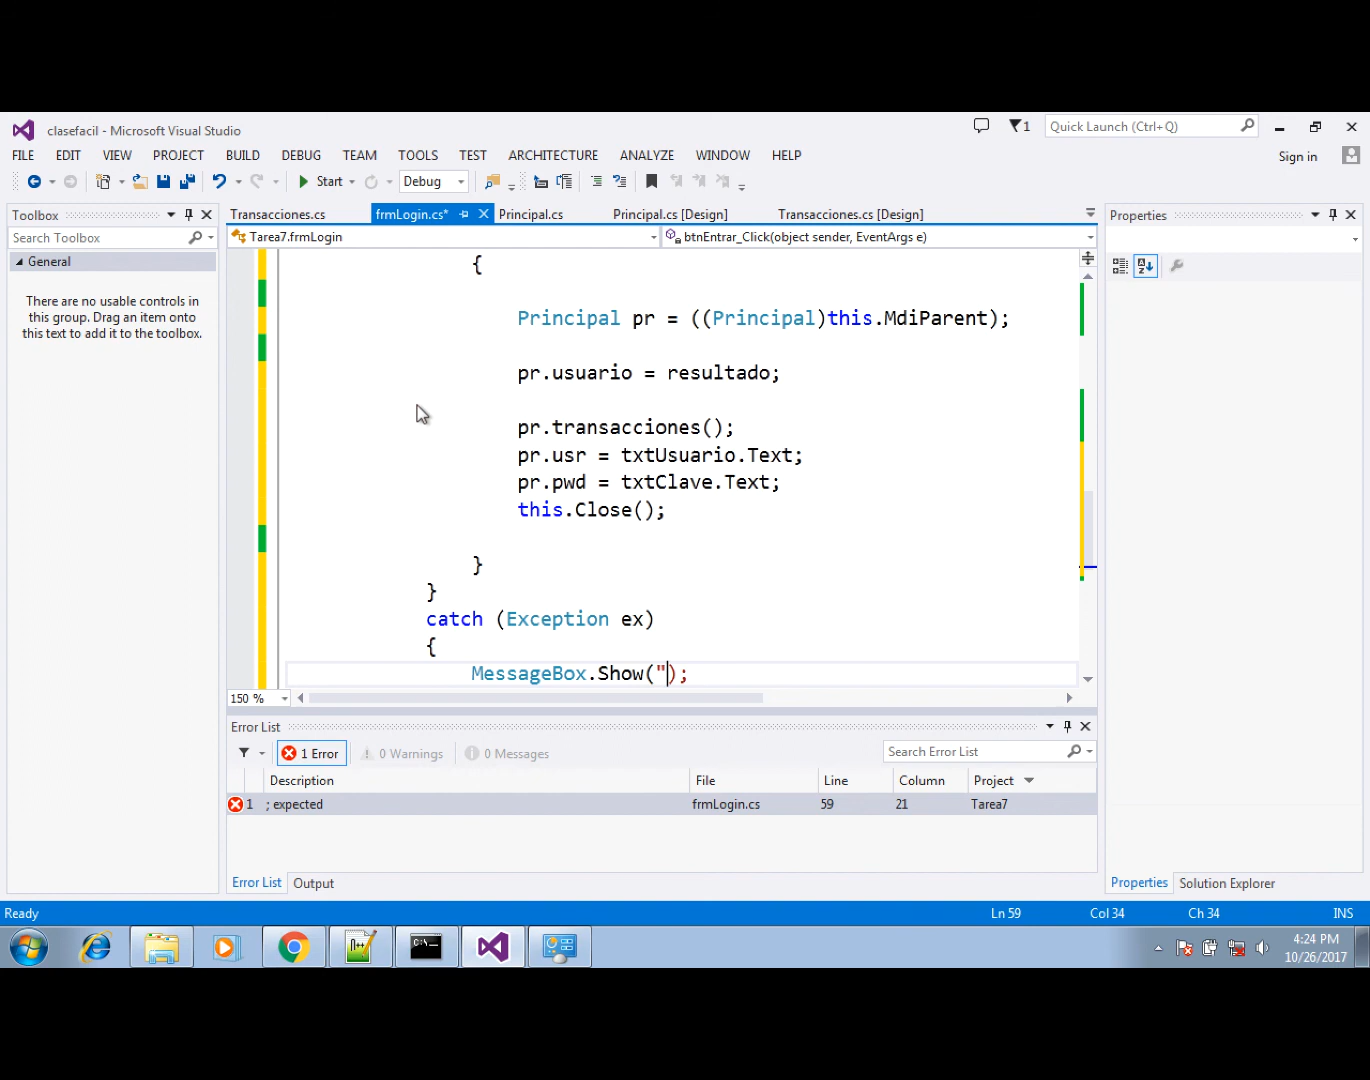 clasefacil - Microsoft Visual Studio
1
Quick Launch (Ctrl+Q)
FILE EDIT VIEW PROJECT BUILD DEBUG TEAM TOOLS TEST ARCHITECTURE ANALYZE WINDOW HELP
Sign in
Start
Debug
Toolbox
Transacciones.cs frmLogin.cs* Principal.cs Principal.cs [Design] Transacciones.cs [Design]
Properties
Search Toolbox
Tarea7.frmLogin
btnEntrar_Click(object sender, EventArgs e)
General
There are no usable controls in
this group. Drag an item onto
this text to add it to the toolbox.
{
Principal pr = ((Principal)this.MdiParent);
pr.usuario = resultado;
pr.transacciones();
pr.usr = txtUsuario.Text;
pr.pwd = txtClave.Text;
this.Close();
}
}
catch (Exception ex)
{
MessageBox.Show(");
150 %
Error List
1 Error 0 Warnings 0 Messages
Search Error List
Description File Line Column Project
1 ; expected frmLogin.cs 59 21 Tarea7
Error List Output
Properties Solution Explorer
Ready Ln 59 Col 34 Ch 34 INS
4:24 PM
10/26/2017